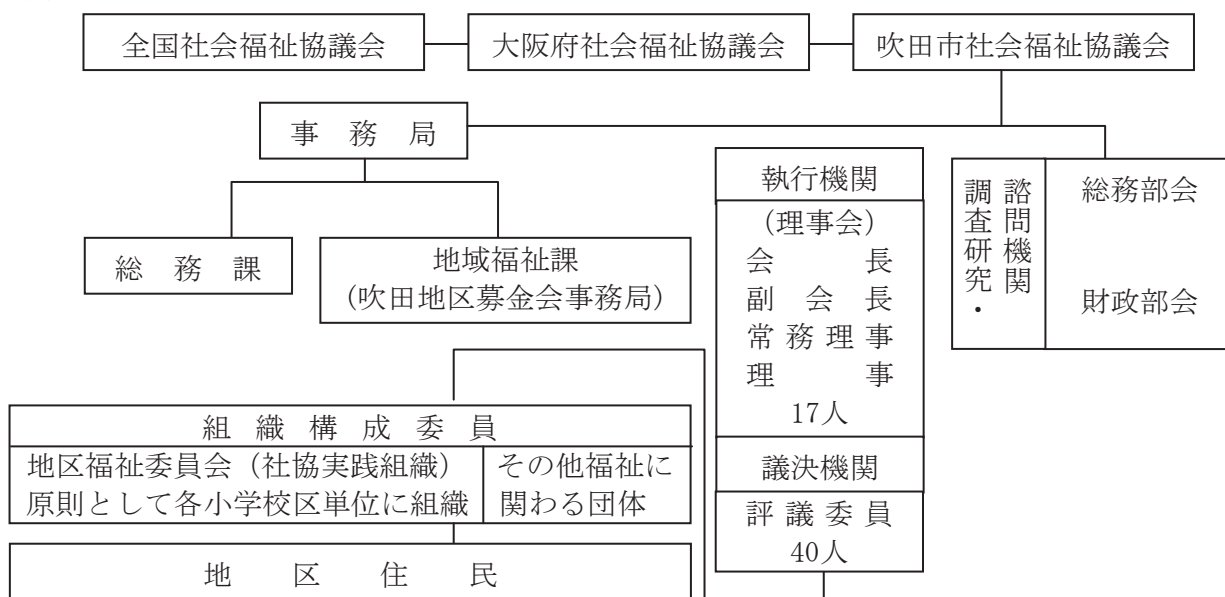 全国社会福祉協議会
大阪府社会福祉協議会
吹田市社会福祉協議会
事務局
総務課
地域福祉課
(吹田地区募金会事務局)
執行機関
(理事会)
会長
副会長
常務理事
理事
17人
議決機関
評議委員
40人
諮問機関
調査研究・
総務部会
財政部会
組織構成委員
地区福祉委員会(社協実践組織)
原則として各小学校区単位に組織
その他福祉に
関わる団体
地区住民